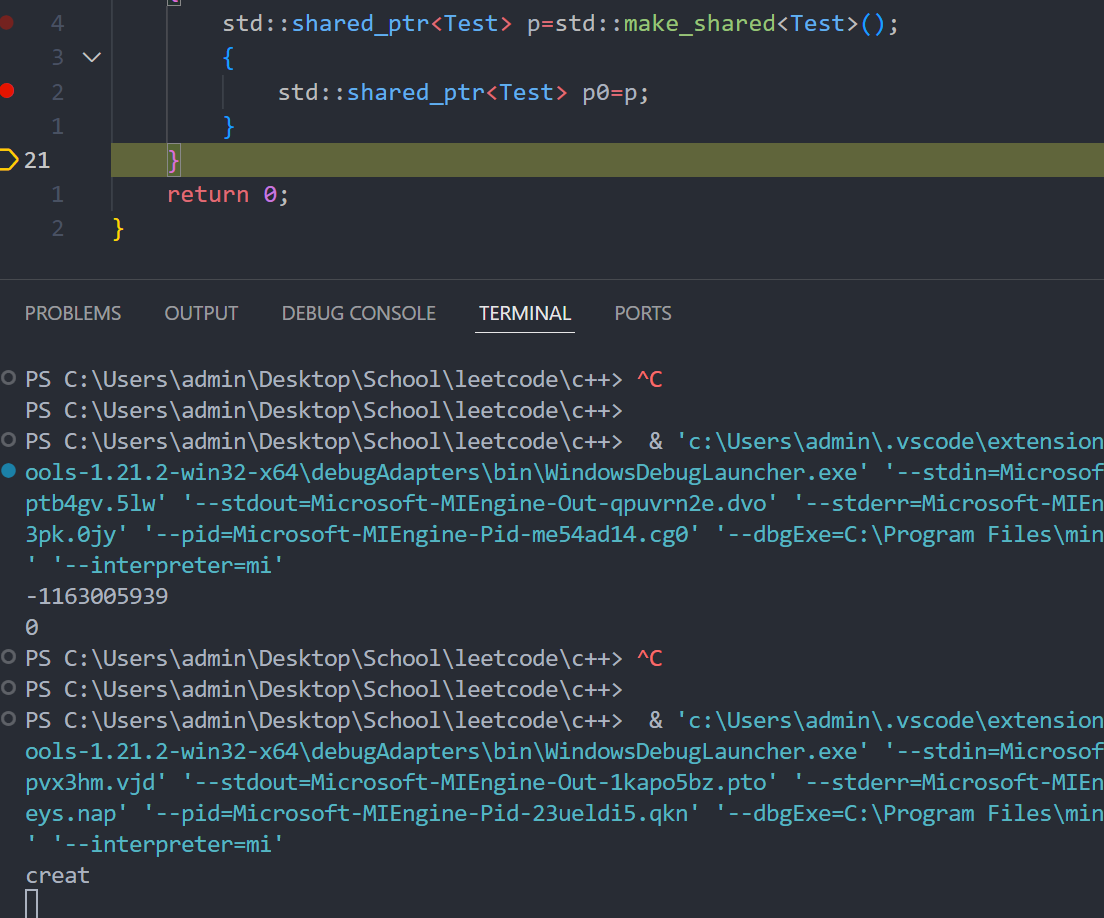 {
4 std::shared_ptr<Test> p=std::make_shared<Test>();
3 {
2 std::shared_ptr<Test> p0=p;
1 }
21 }
1 return 0;
2 }
PROBLEMS OUTPUT DEBUG CONSOLE TERMINAL PORTS
PS C:\Users\admin\Desktop\School\leetcode\c++> ^C
PS C:\Users\admin\Desktop\School\leetcode\c++>
PS C:\Users\admin\Desktop\School\leetcode\c++>  & 'c:\Users\admin\.vscode\extension
ools-1.21.2-win32-x64\debugAdapters\bin\WindowsDebugLauncher.exe' '--stdin=Microsof
ptb4gv.5lw' '--stdout=Microsoft-MIEngine-Out-qpuvrn2e.dvo' '--stderr=Microsoft-MIEn
3pk.0jy' '--pid=Microsoft-MIEngine-Pid-me54ad14.cg0' '--dbgExe=C:\Program Files\min
' '--interpreter=mi'
-1163005939
0
PS C:\Users\admin\Desktop\School\leetcode\c++> ^C
PS C:\Users\admin\Desktop\School\leetcode\c++>
PS C:\Users\admin\Desktop\School\leetcode\c++>  & 'c:\Users\admin\.vscode\extension
ools-1.21.2-win32-x64\debugAdapters\bin\WindowsDebugLauncher.exe' '--stdin=Microsof
pvx3hm.vjd' '--stdout=Microsoft-MIEngine-Out-1kapo5bz.pto' '--stderr=Microsoft-MIEn
eys.nap' '--pid=Microsoft-MIEngine-Pid-23ueldi5.qkn' '--dbgExe=C:\Program Files\min
' '--interpreter=mi'
creat